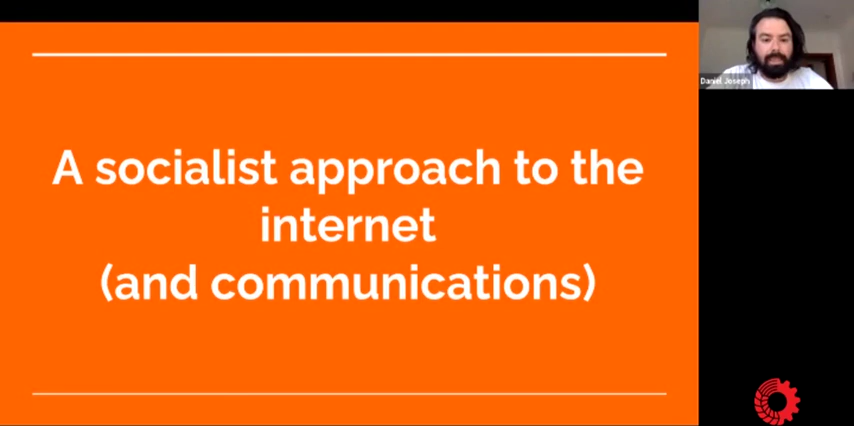 Daniel Joseph
A socialist approach to the
internet
(and communications)